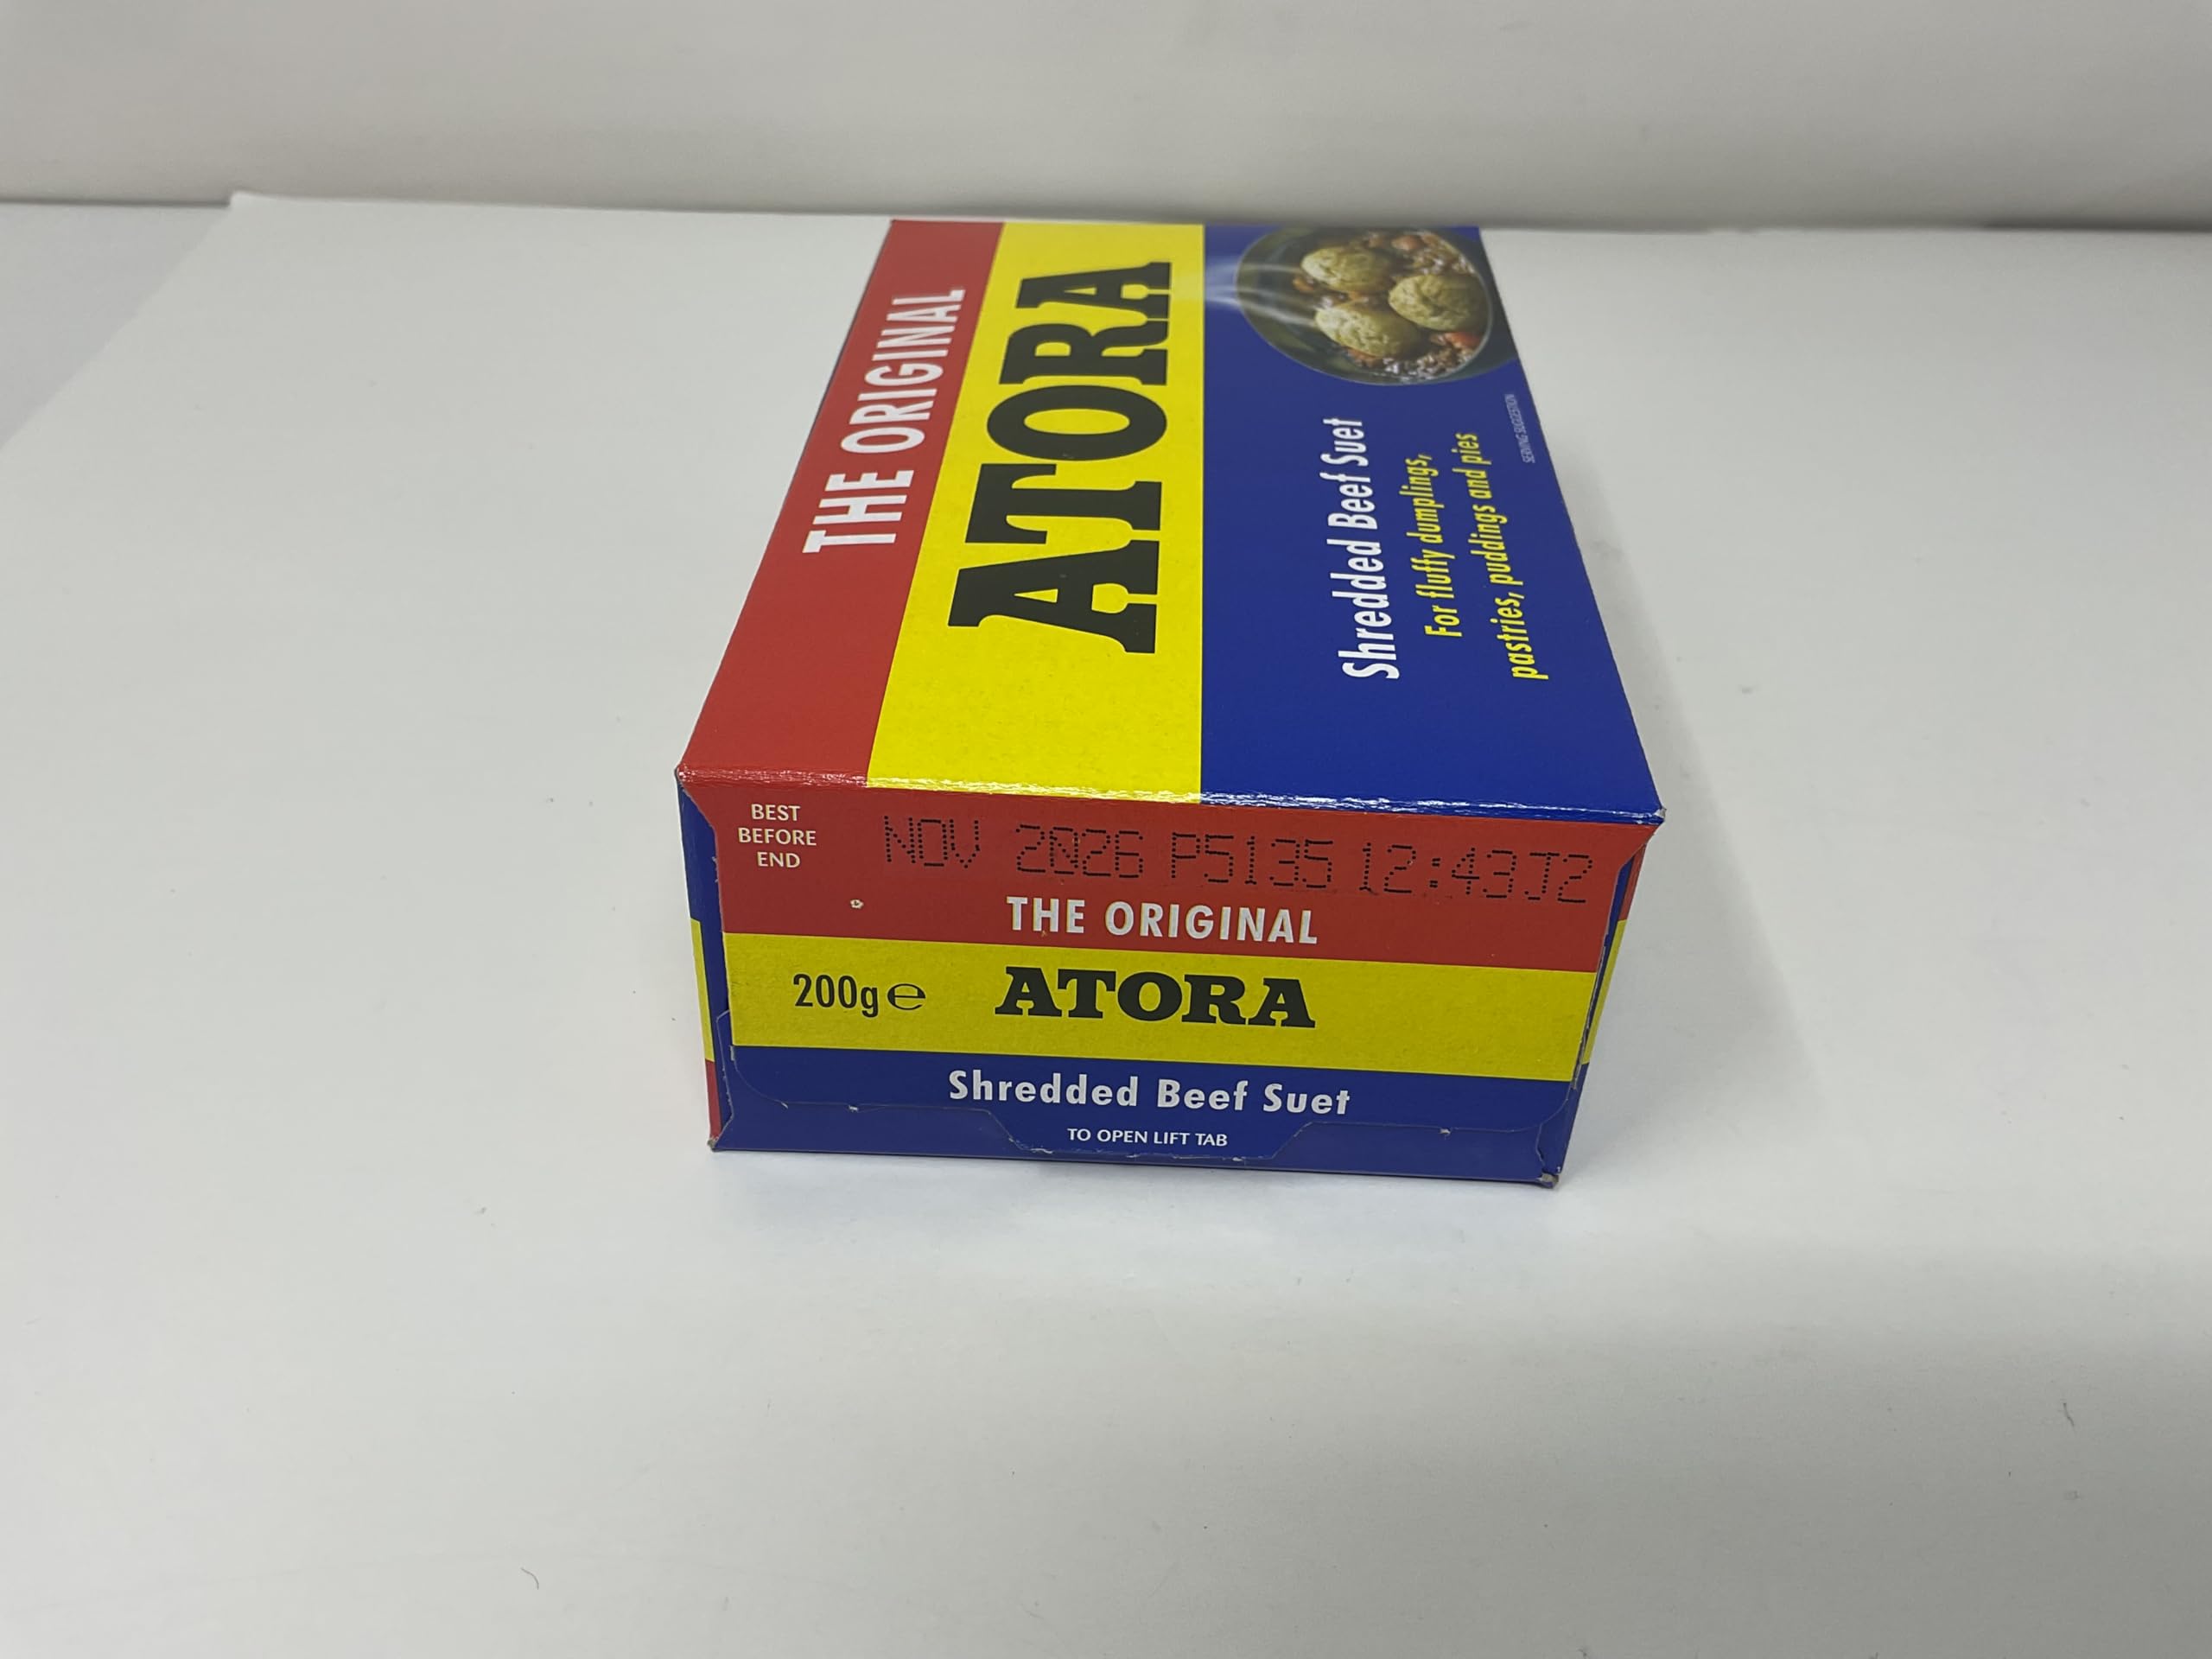 THE ORIGINAL
ATORA
Shredded Beef Suet
For fluffy dumplings,
pastries, puddings and pies
SERVING SUGGESTION
BEST
BEFORE
END
NOV 2026 P5135 12:43J2
THE ORIGINAL
200g℮ ATORA
Shredded Beef Suet
TO OPEN LIFT TAB